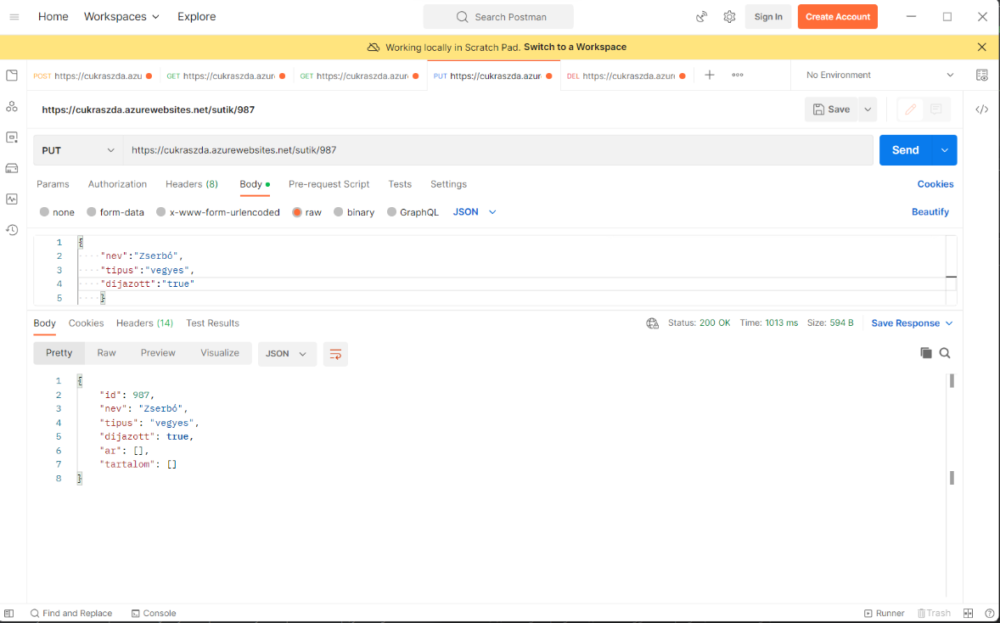 Home Workspaces Explore Search Postman Sign In Create Account
Working locally in Scratch Pad. Switch to a Workspace
POST https://cukraszda.azu GET https://cukraszda.azur GET https://cukraszda.azur PUT https://cukraszda.azur DEL https://cukraszda.azur No Environment
https://cukraszda.azurewebsites.net/sutik/987 Save
PUT https://cukraszda.azurewebsites.net/sutik/987 Send
Params Authorization Headers (8) Body Pre-request Script Tests Settings Cookies
none form-data x-www-form-urlencoded raw binary GraphQL JSON Beautify
1 {
2 "nev":"Zserbó",
3 "tipus":"vegyes",
4 "dijazott":"true"
5 }
Body Cookies Headers (14) Test Results Status: 200 OK Time: 1013 ms Size: 594 B Save Response
Pretty Raw Preview Visualize JSON
1 {
2 "id": 987,
3 "nev": "Zserbó",
4 "tipus": "vegyes",
5 "dijazott": true,
6 "ar": [],
7 "tartalom": []
8 }
Find and Replace Console Runner Trash